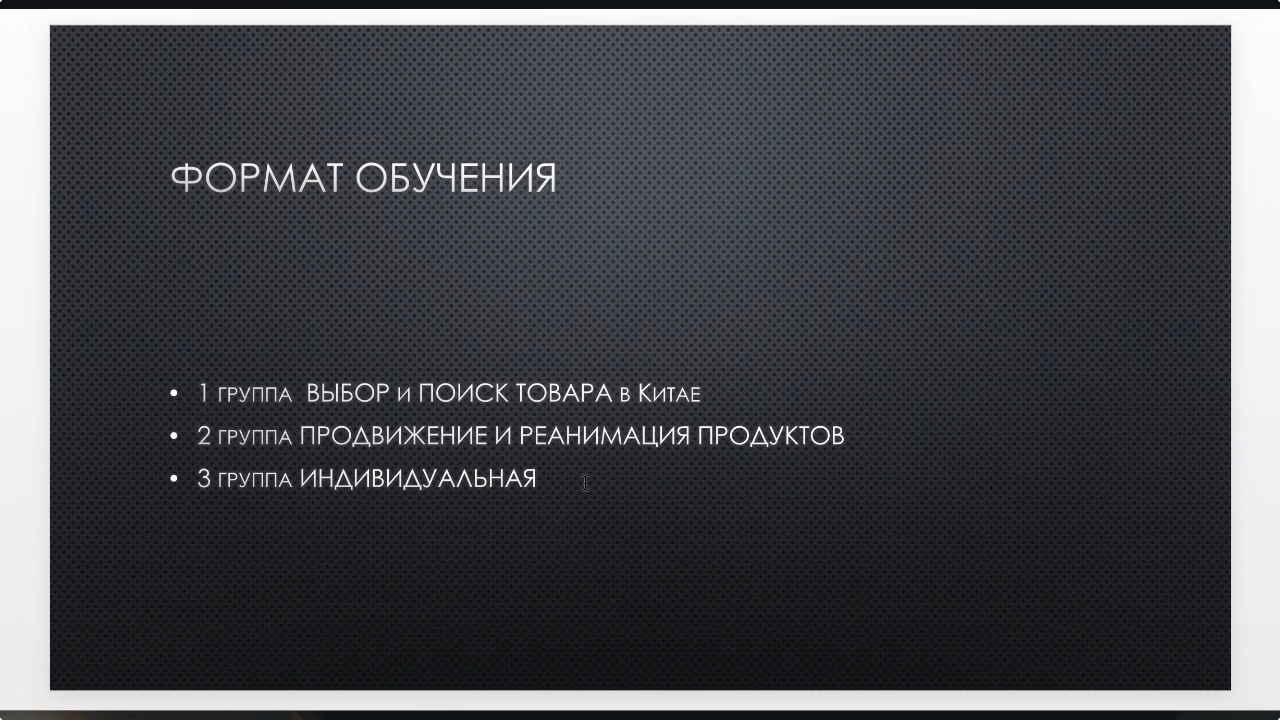 ФОРМАТ ОБУЧЕНИЯ
• 1 группа ВЫБОР и ПОИСК ТОВАРА в Китае
• 2 группа ПРОДВИЖЕНИЕ И РЕАНИМАЦИЯ ПРОДУКТОВ
• 3 группа ИНДИВИДУАЛЬНАЯ